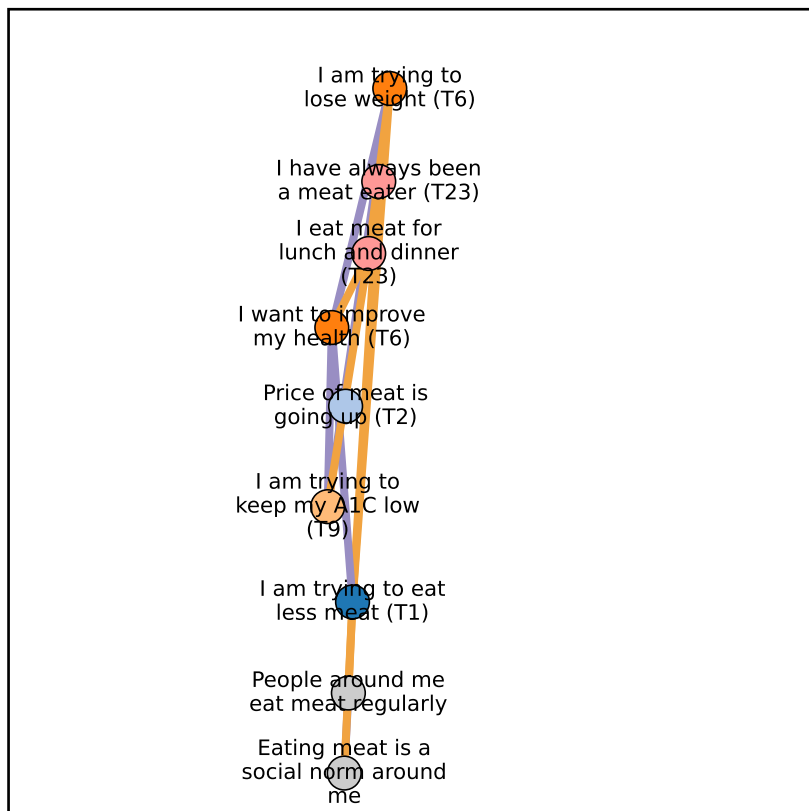 I am trying to
lose weight (T6)
I have always been
a meat eater (T23)
I eat meat for
lunch and dinner
(T23)
I want to improve
my health (T6)
Price of meat is
going up (T2)
I am trying to
keep my A1C low
(T9)
I am trying to eat
less meat (T1)
People around me
eat meat regularly
Eating meat is a
social norm around
me